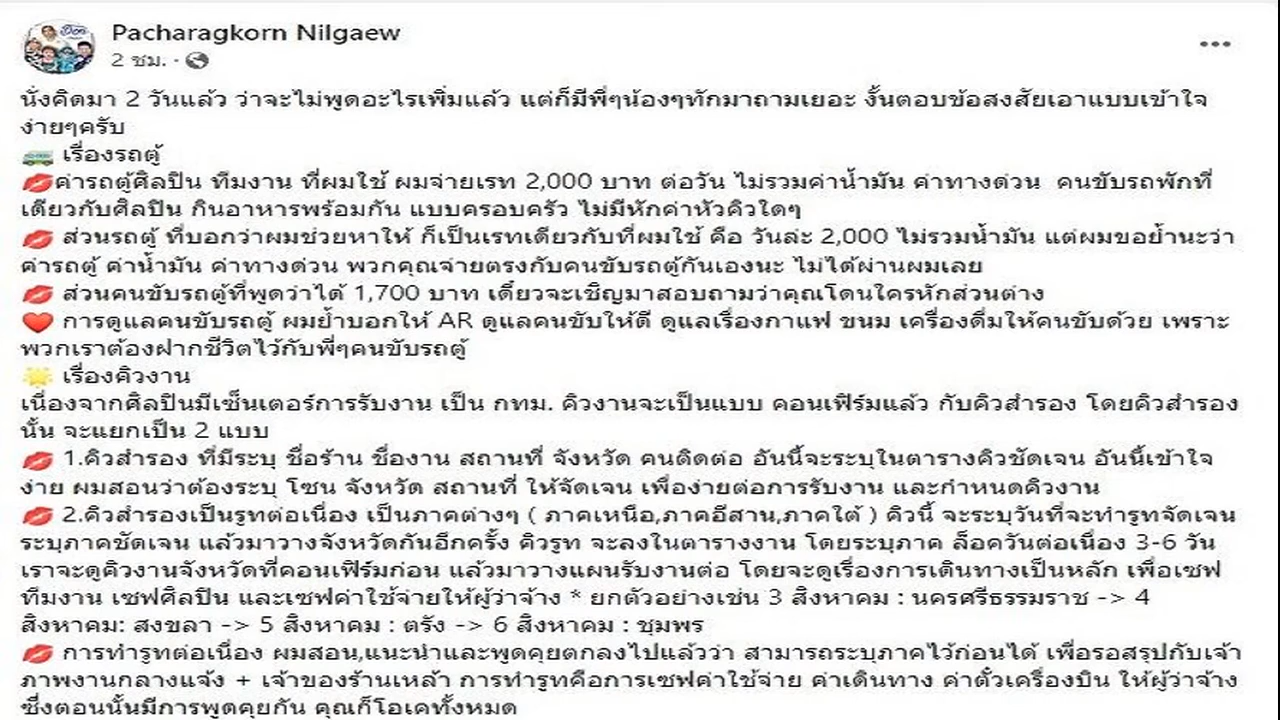 Pacharagkorn Nilgaew
2 ชม.
นั่งคิดมา 2 วันแล้ว ว่าจะไม่พูดอะไรเพิ่มแล้ว แต่ก็มีพี่ๆน้องๆทักมาถามเยอะ งั้นตอบข้อสงสัยเอาแบบเข้าใจ
ง่ายๆครับ
🚐 เรื่องรถตู้
💋ค่ารถตู้ศิลปิน ทีมงาน ที่ผมใช้ ผมจ่ายเรท 2,000 บาท ต่อวัน ไม่รวมค่าน้ำมัน ค่าทางด่วน คนขับรถพักที่
เดียวกับศิลปิน กินอาหารพร้อมกัน แบบครอบครัว ไม่มีหักค่าหัวคิวใดๆ
💋 ส่วนรถตู้ ที่บอกว่าผมช่วยหาให้ ก็เป็นเรทเดียวกับที่ผมใช้ คือ วันล่ะ 2,000 ไม่รวมน้ำมัน แต่ผมขอย้ำนะว่า
ค่ารถตู้ ค่าน้ำมัน ค่าทางด่วน พวกคุณจ่ายตรงกับคนขับรถตู้กันเองนะ ไม่ได้ผ่านผมเลย
💋 ส่วนคนขับรถตู้ที่พูดว่าได้ 1,700 บาท เดี๋ยวจะเชิญมาสอบถามว่าคุณโดนใครหักส่วนต่าง
❤️ การดูแลคนขับรถตู้ ผมย้ำบอกให้ AR ดูแลคนขับให้ดี ดูแลเรื่องกาแฟ ขนม เครื่องดื่มให้คนขับด้วย เพราะ
พวกเราต้องฝากชีวิตไว้กับพี่ๆคนขับรถตู้
🌟 เรื่องคิวงาน
เนื่องจากศิลปินมีเซ็นเตอร์การรับงาน เป็น กทม. คิวงานจะเป็นแบบ คอนเฟิร์มแล้ว กับคิวสำรอง โดยคิวสำรอง
นั้น จะแยกเป็น 2 แบบ
💋 1.คิวสำรอง ที่มีระบุ ชื่อร้าน ชื่องาน สถานที่ จังหวัด คนติดต่อ อันนี้จะระบุในตารางคิวชัดเจน อันนี้เข้าใจ
ง่าย ผมสอนว่าต้องระบุ โซน จังหวัด สถานที่ ให้จัดเจน เพื่อง่ายต่อการรับงาน และกำหนดคิวงาน
💋 2.คิวสำรองเป็นรูทต่อเนื่อง เป็นภาคต่างๆ ( ภาคเหนือ,ภาคอีสาน,ภาคใต้ ) คิวนี้ จะระบุวันที่จะทำรูทจัดเจน
ระบุภาคชัดเจน แล้วมาวางจังหวัดกันอีกครั้ง คิวรูท จะลงในตารางงาน โดยระบุภาค ล็อควันต่อเนื่อง 3-6 วัน
เราจะดูคิวงานจังหวัดที่คอนเฟิร์มก่อน แล้วมาวางแผนรับงานต่อ โดยจะดูเรื่องการเดินทางเป็นหลัก เพื่อเซฟ
ทีมงาน เซฟศิลปิน และเซฟค่าใช้จ่ายให้ผู้ว่าจ้าง * ยกตัวอย่างเช่น 3 สิงหาคม : นครศรีธรรมราช -> 4
สิงหาคม: สงขลา -> 5 สิงหาคม : ตรัง -> 6 สิงหาคม : ชุมพร
💋 การทำรูทต่อเนื่อง ผมสอน,แนะนำและพูดคุยตกลงไปแล้วว่า สามารถระบุภาคไว้ก่อนได้ เพื่อรอสรุปกับเจ้า
ภาพงานกลางแจ้ง + เจ้าของร้านเหล้า การทำรูทคือการเซฟค่าใช้จ่าย ค่าเดินทาง ค่าตั๋วเครื่องบิน ให้ผู้ว่าจ้าง
ซึ่งตอนนั้นมีการพูดคุยกัน คุณก็โอเคทั้งหมด